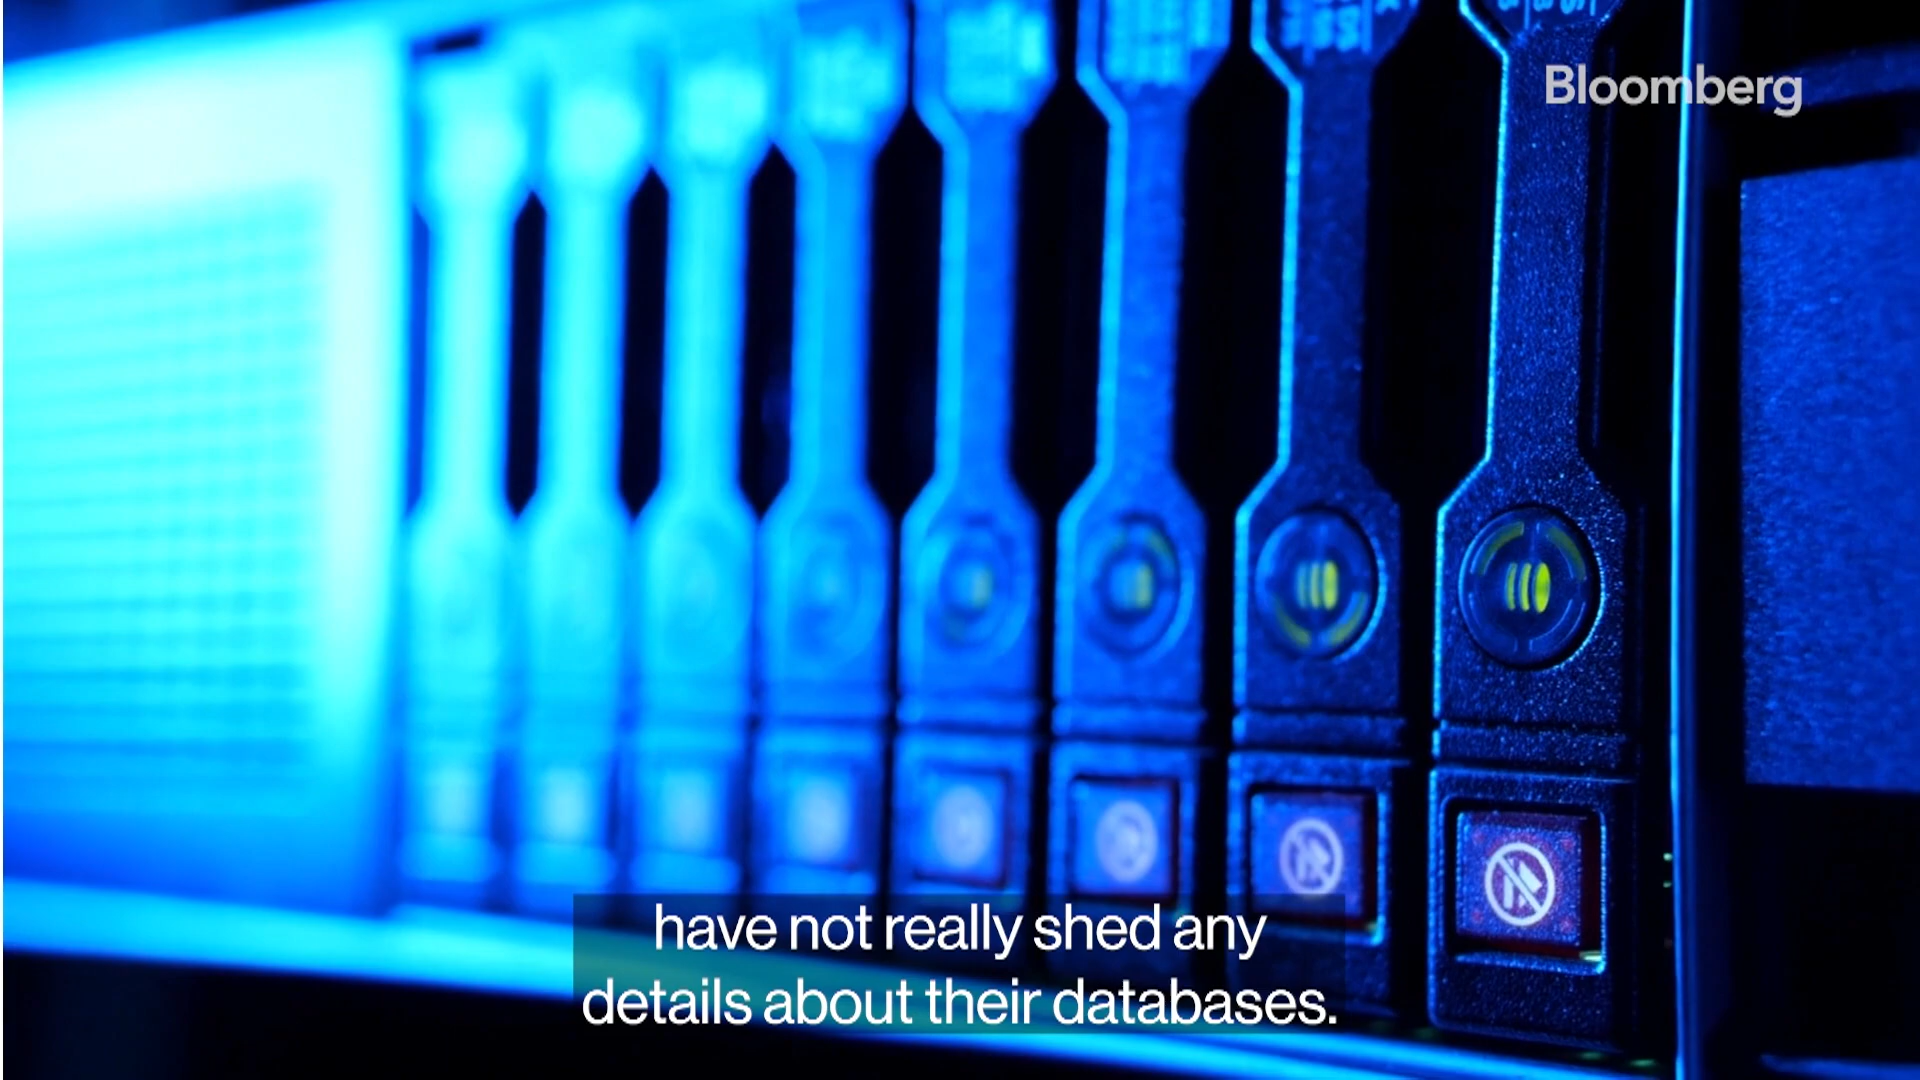 Bloomberg
have not really shed any
details about their databases.